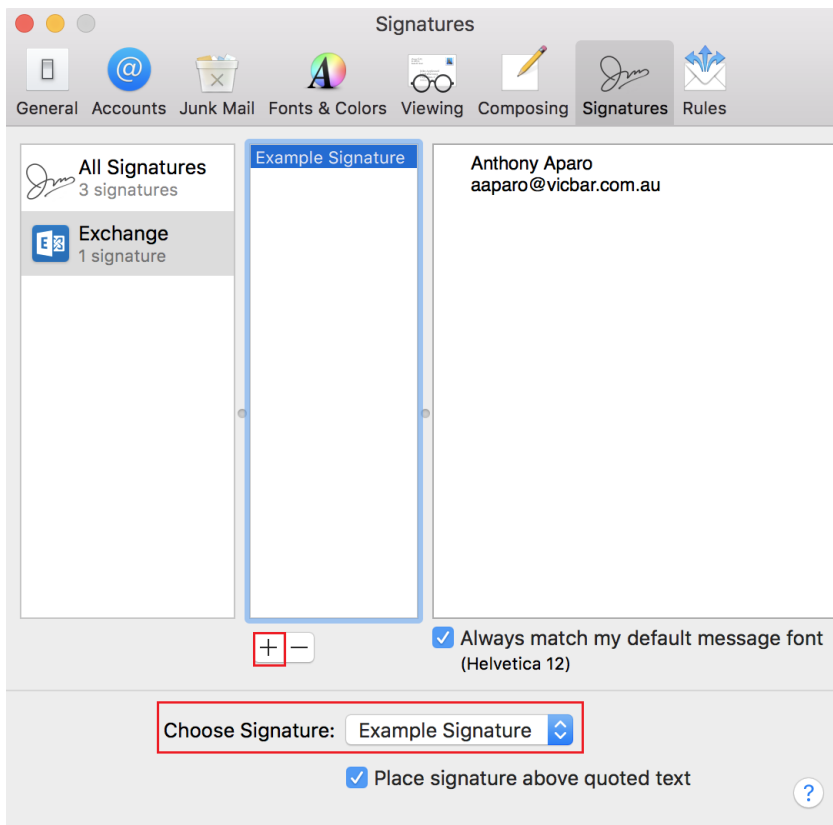 Signatures
General Accounts Junk Mail Fonts & Colors Viewing Composing Signatures Rules
All Signatures
3 signatures
Exchange
1 signature
Example Signature
Anthony Aparo
aaparo@vicbar.com.au
+ −
Always match my default message font
(Helvetica 12)
Choose Signature: Example Signature
Place signature above quoted text
?